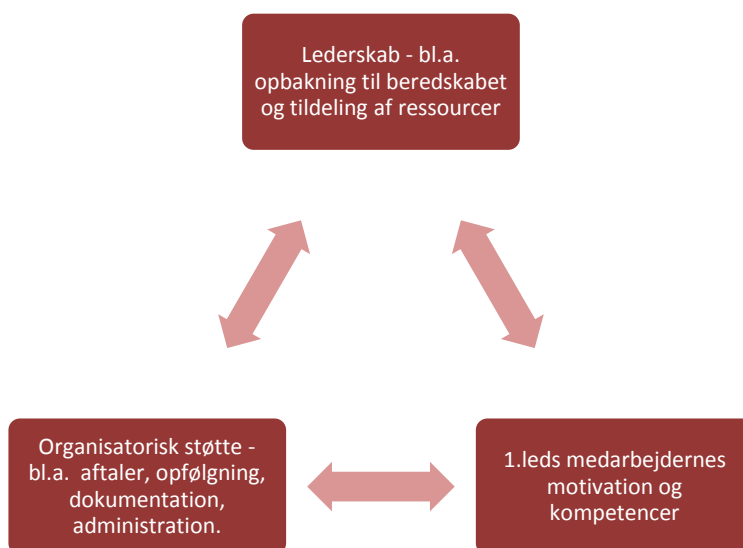 Lederskab - bl.a.
opbakning til beredskabet
og tildeling af ressourcer
Organisatorisk støtte -
bl.a. aftaler, opfølgning,
dokumentation,
administration.
1.leds medarbejdernes
motivation og
kompetencer